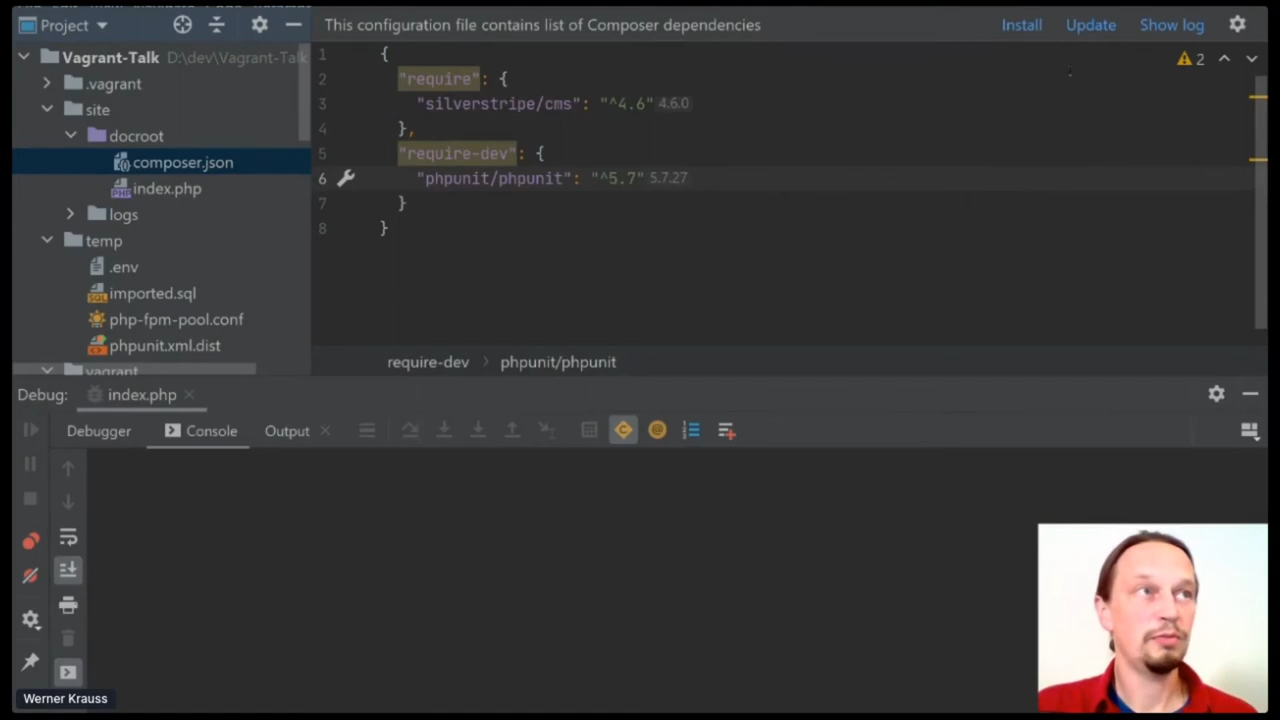 Project
This configuration file contains list of Composer dependencies
Install
Update
Show log
Vagrant-Talk D:\dev\Vagrant-Talk
.vagrant
site
docroot
composer.json
index.php
logs
temp
.env
imported.sql
php-fpm-pool.conf
phpunit.xml.dist
vagrant
1 {
2 "require": {
3 "silverstripe/cms": "^4.6" 4.6.0
4 },
5 "require-dev": {
6 "phpunit/phpunit": "^5.7" 5.7.27
7 }
8 }
2
require-dev > phpunit/phpunit
Debug: index.php
Debugger
Console
Output
Werner Krauss